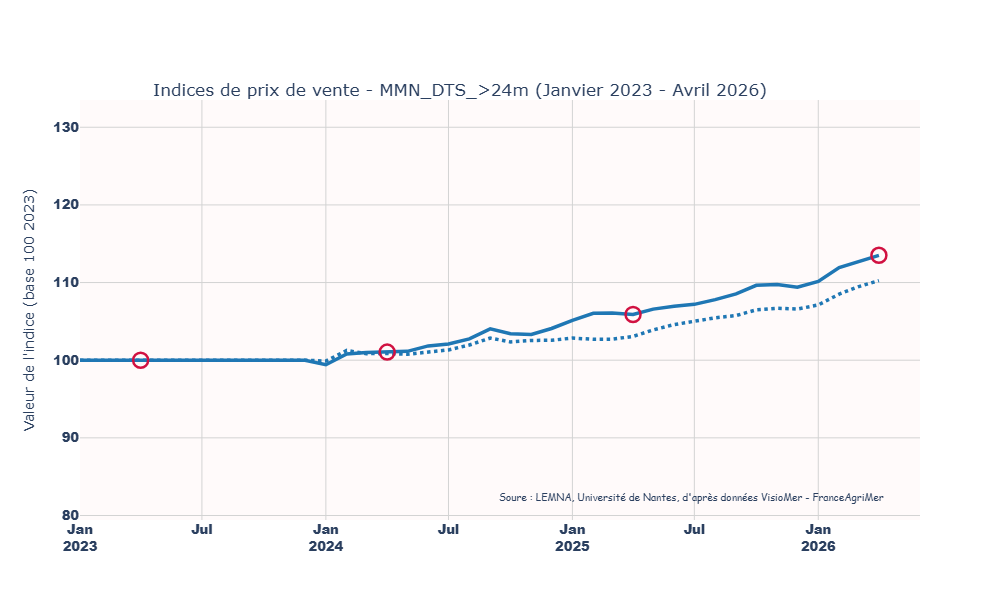 Indices de prix de vente - MMN_DTS_>24m (Janvier 2023 - Avril 2026)
Valeur de l'indice (base 100 2023)
130
120
110
100
90
80
Soure : LEMNA, Université de Nantes, d'après données VisioMer - FranceAgriMer
Jan Jul Jan Jul Jan Jul Jan
2023 2024 2025 2026